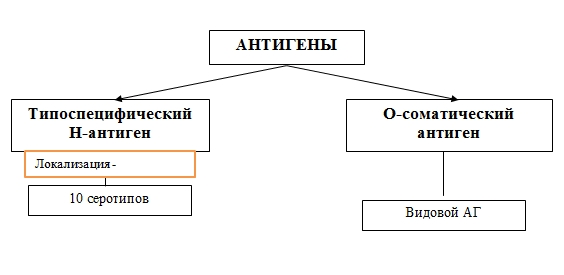 АНТИГЕНЫ
Типоспецифический
Н-антиген
О-соматический
антиген
Локализация -
10 серотипов
Видовой АГ